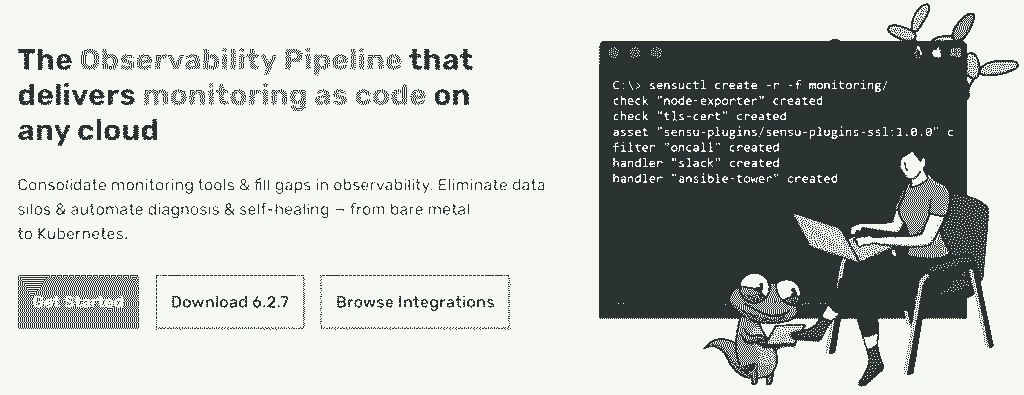 The Observability Pipeline that
delivers monitoring as code on
any cloud
Consolidate monitoring tools & fill gaps in observability. Eliminate data
silos & automate diagnosis & self-healing – from bare metal
to Kubernetes.
Get Started
Download 6.2.7
Browse Integrations
C:\> sensuctl create -r -f monitoring/
check "node-exporter" created
check "tls-cert" created
asset "sensu-plugins/sensu-plugins-ssl:1.0.0" c
filter "oncall" created
handler "slack" created
handler "ansible-tower" created